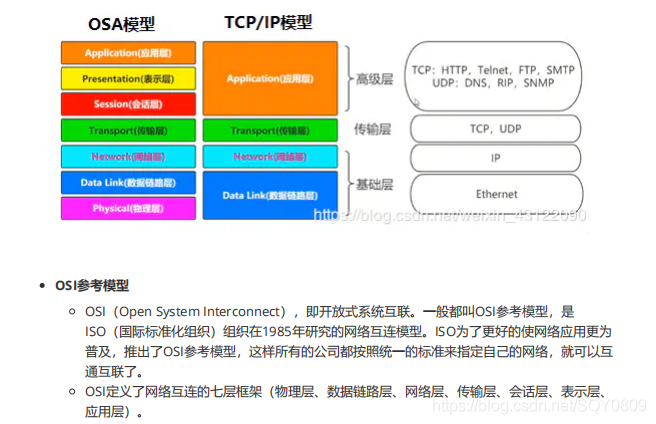 OSA模型
TCP/IP模型
Application(应用层)
Presentation(表示层)
Session(会话层)
Transport(传输层)
Network(网络层)
Data Link(数据链路层)
Physical(物理层)
Application(应用层)
Transport(传输层)
Network(网络层)
Data Link(数据链路层)
高级层
传输层
基础层
TCP：HTTP，Telnet，FTP，SMTP
UDP：DNS，RIP，SNMP
TCP，UDP
IP
Ethernet
https://blog.csdn.net/weixin_43122090
OSI参考模型
OSI（Open System Interconnect），即开放式系统互联。一般都叫OSI参考模型，是
ISO（国际标准化组织）组织在1985年研究的网络互连模型。ISO为了更好的使网络应用更为
普及，推出了OSI参考模型，这样所有的公司都按照统一的标准来指定自己的网络，就可以互
通互联了。
OSI定义了网络互连的七层框架（物理层、数据链路层、网络层、传输层、会话层、表示层、
应用层）。
https://blog.csdn.net/SQY0809